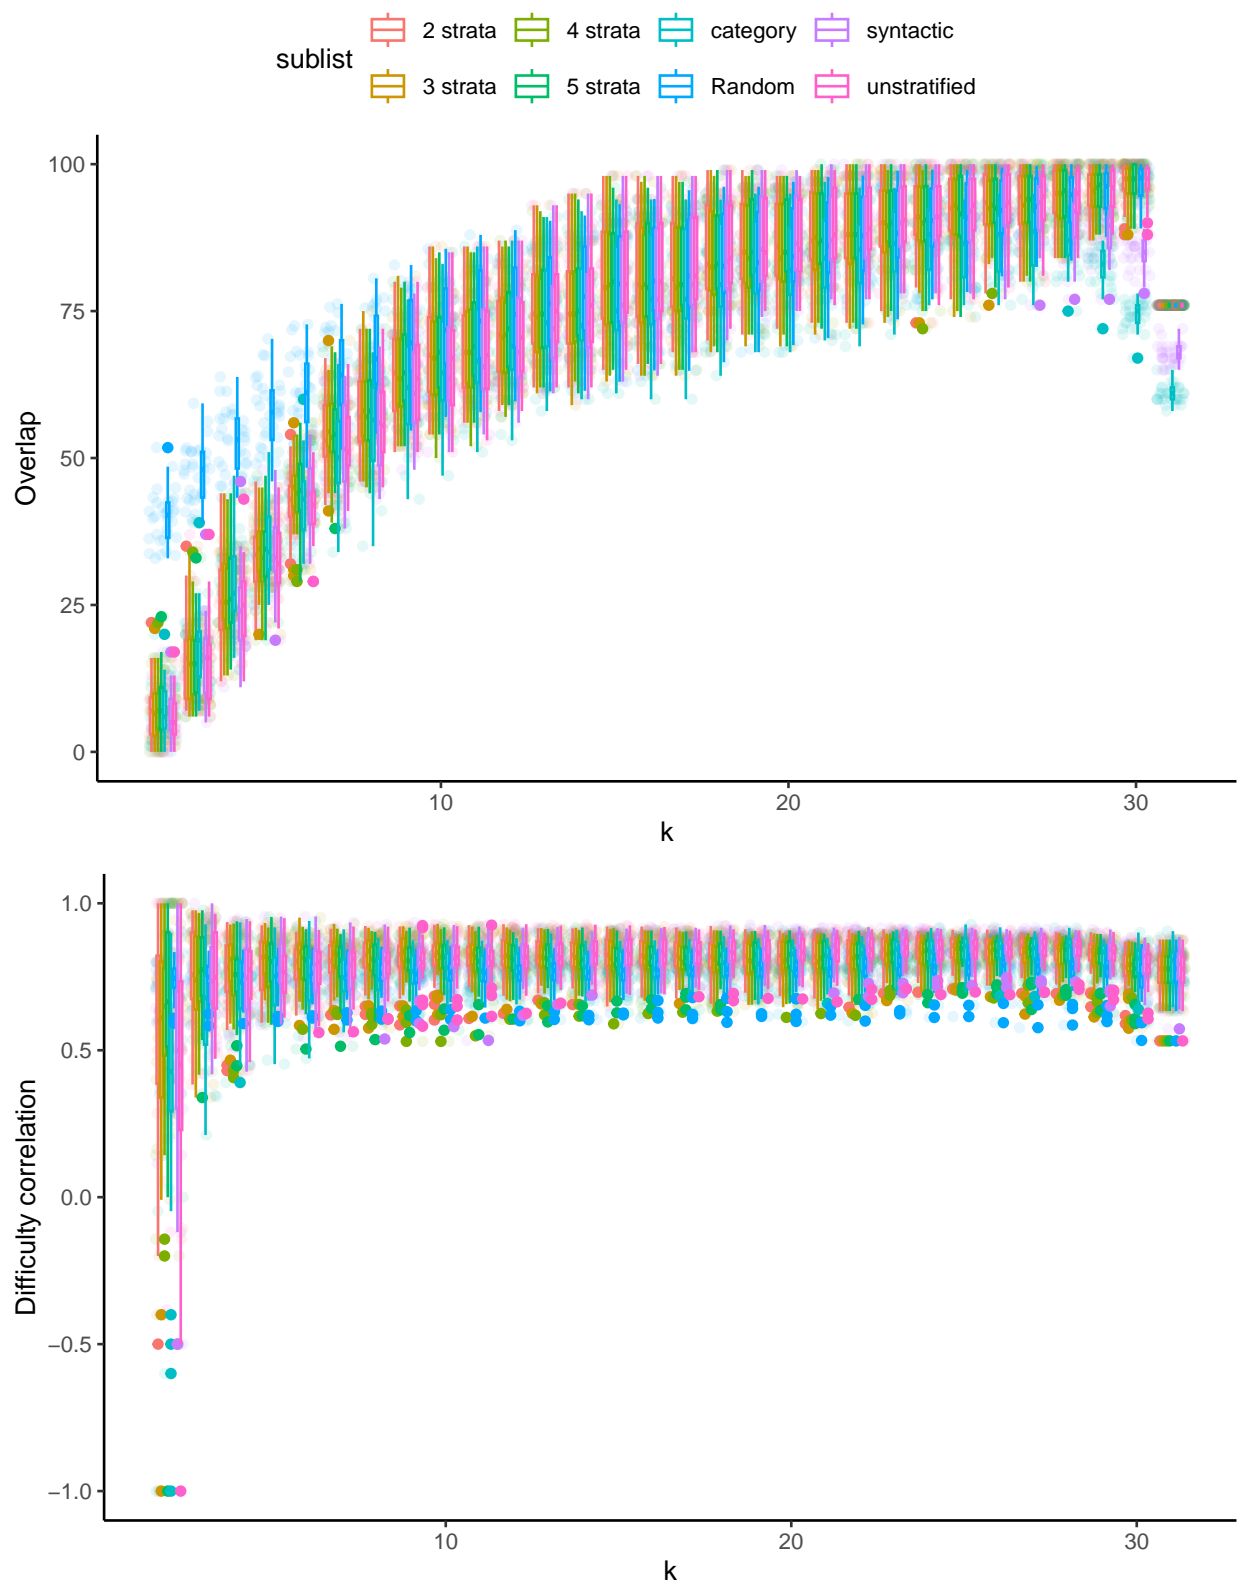 sublist
2 strata 4 strata category syntactic
3 strata 5 strata Random unstratified
100
75
50
25
0
Overlap
10 20 30
k
1.0
0.5
0.0
−0.5
−1.0
Difficulty correlation
10 20 30
k